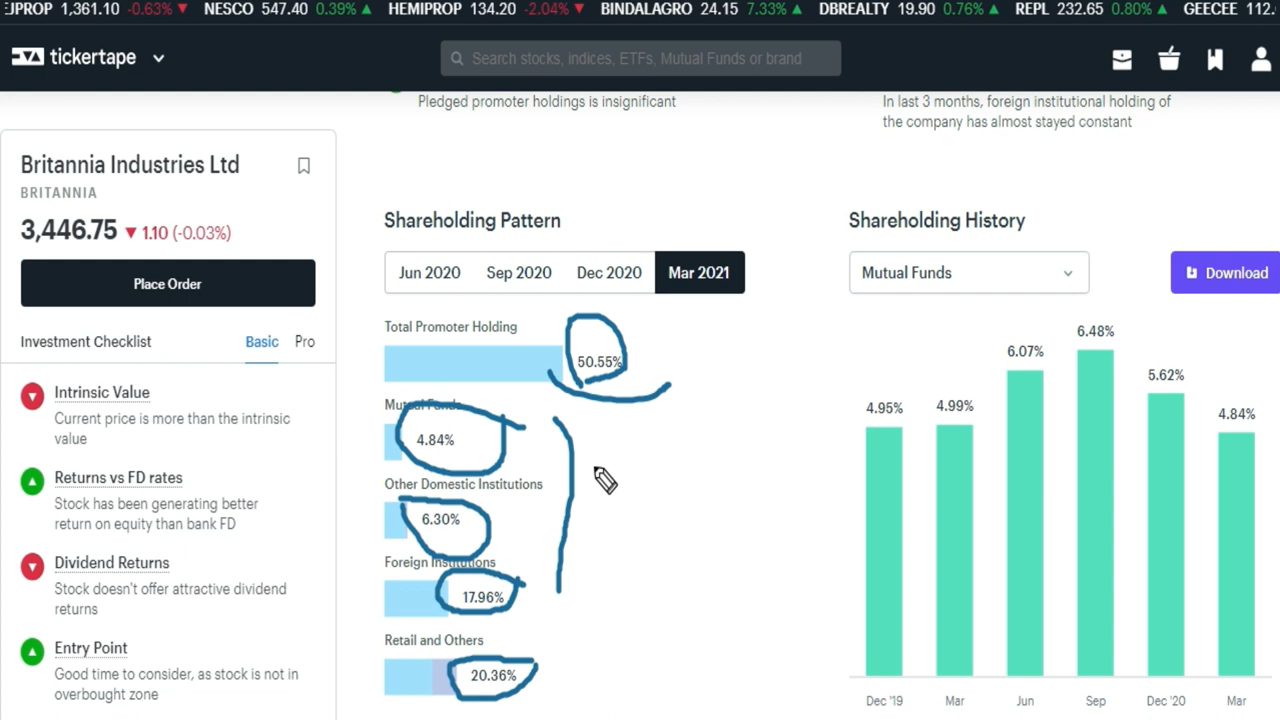 EJPROP 1,361.10 -0.63% NESCO 547.40 0.39% HEMIPROP 134.20 -2.04% BINDALAGRO 24.15 7.33% DBREALTY 19.90 0.76% REPL 232.65 0.80% GEECEE 112.
tickertape
Search stocks, indices, ETFs, Mutual Funds or brand
Pledged promoter holdings is insignificant
In last 3 months, foreign institutional holding of
the company has almost stayed constant
Britannia Industries Ltd
BRITANNIA
3,446.75 1.10 (-0.03%)
Place Order
Investment Checklist Basic Pro
Intrinsic Value
Current price is more than the intrinsic
value
Returns vs FD rates
Stock has been generating better
return on equity than bank FD
Dividend Returns
Stock doesn't offer attractive dividend
returns
Entry Point
Good time to consider, as stock is not in
overbought zone
Shareholding Pattern
Jun 2020 Sep 2020 Dec 2020 Mar 2021
Total Promoter Holding
50.55%
Mutual Funds
4.84%
Other Domestic Institutions
6.30%
Foreign Institutions
17.96%
Retail and Others
20.36%
Shareholding History
Mutual Funds
Download
4.95% 4.99% 6.07% 6.48% 5.62% 4.84%
Dec '19 Mar Jun Sep Dec '20 Mar